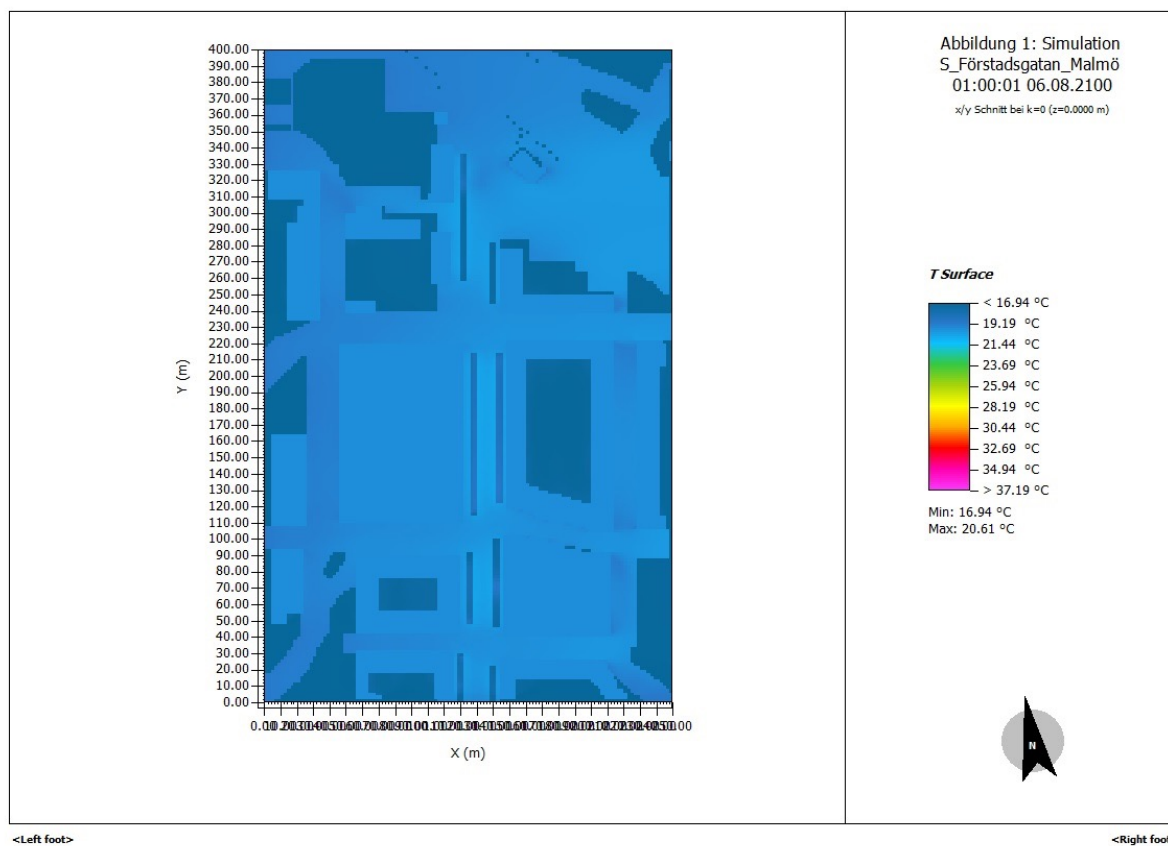 Abbildung 1: Simulation
S_Förstadsgatan_Malmö
01:00:01 06.08.2100
x/y Schnitt bei k=0 (z=0.0000 m)
400.00
390.00
380.00
370.00
360.00
350.00
340.00
330.00
320.00
310.00
300.00
290.00
280.00
270.00
260.00
250.00
240.00
230.00
220.00
210.00
200.00
190.00
180.00
170.00
160.00
150.00
140.00
130.00
120.00
110.00
100.00
90.00
80.00
70.00
60.00
50.00
40.00
30.00
20.00
10.00
0.00
Y (m)
X (m)
T Surface
< 16.94 °C
19.19 °C
21.44 °C
23.69 °C
25.94 °C
28.19 °C
30.44 °C
32.69 °C
34.94 °C
> 37.19 °C
Min: 16.94 °C
Max: 20.61 °C
N
<Left foot>
<Right foot